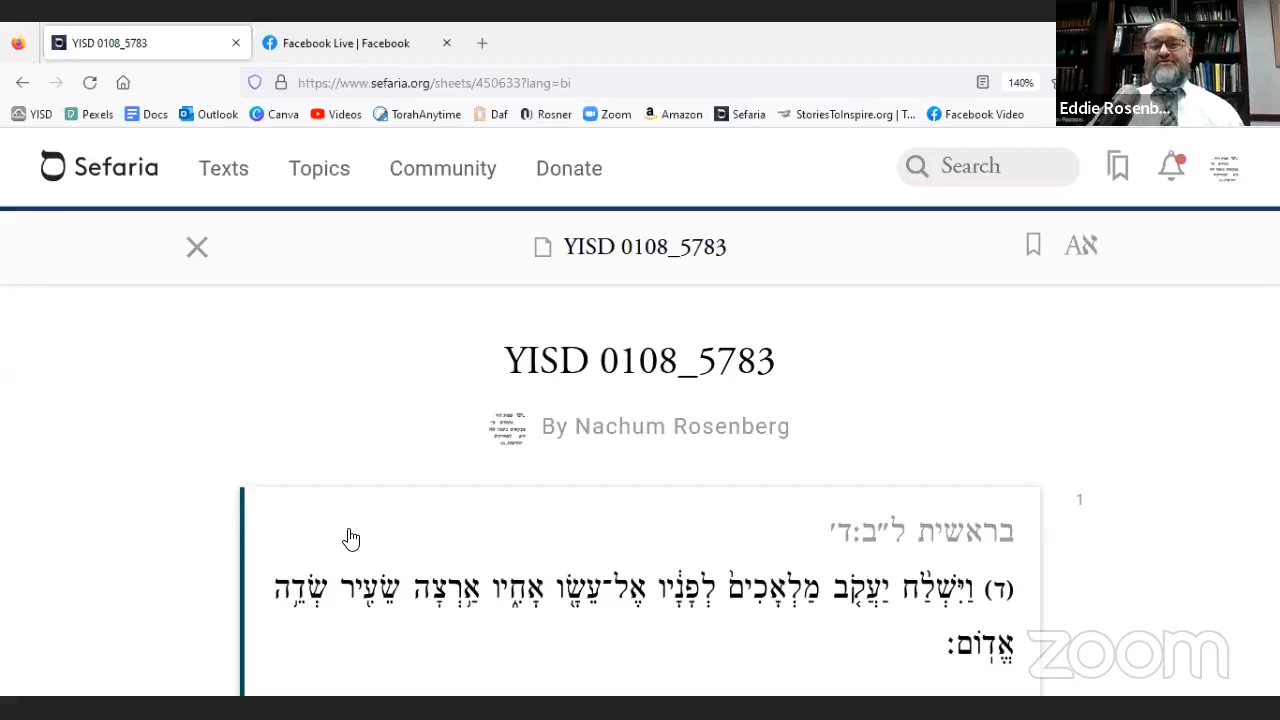 YISD 0108_5783
Facebook Live | Facebook
https://www.sefaria.org/sheets/450633?lang=bi
140%
YISD
Pexels
Docs
Outlook
Canva
Videos
TorahAnytim...
Daf
Rosner
Zoom
Amazon
Sefaria
StoriesToInspire.org | T...
Facebook Video
Eddie Rosenb...
Sefaria
Texts
Topics
Community
Donate
Search
YISD 0108_5783
Aא
YISD 0108_5783
By Nachum Rosenberg
1
בראשית ל״ב:ד׳
(ד) וַיִּשְׁלַ֨ח יַעֲקֹ֤ב מַלְאָכִים֙ לְפָנָ֔יו אֶל־עֵשָׂ֖ו אָחִ֑יו אַ֥רְצָה שֵׂעִ֖יר שְׂדֵ֥ה
אֱדֽוֹם׃
zoom